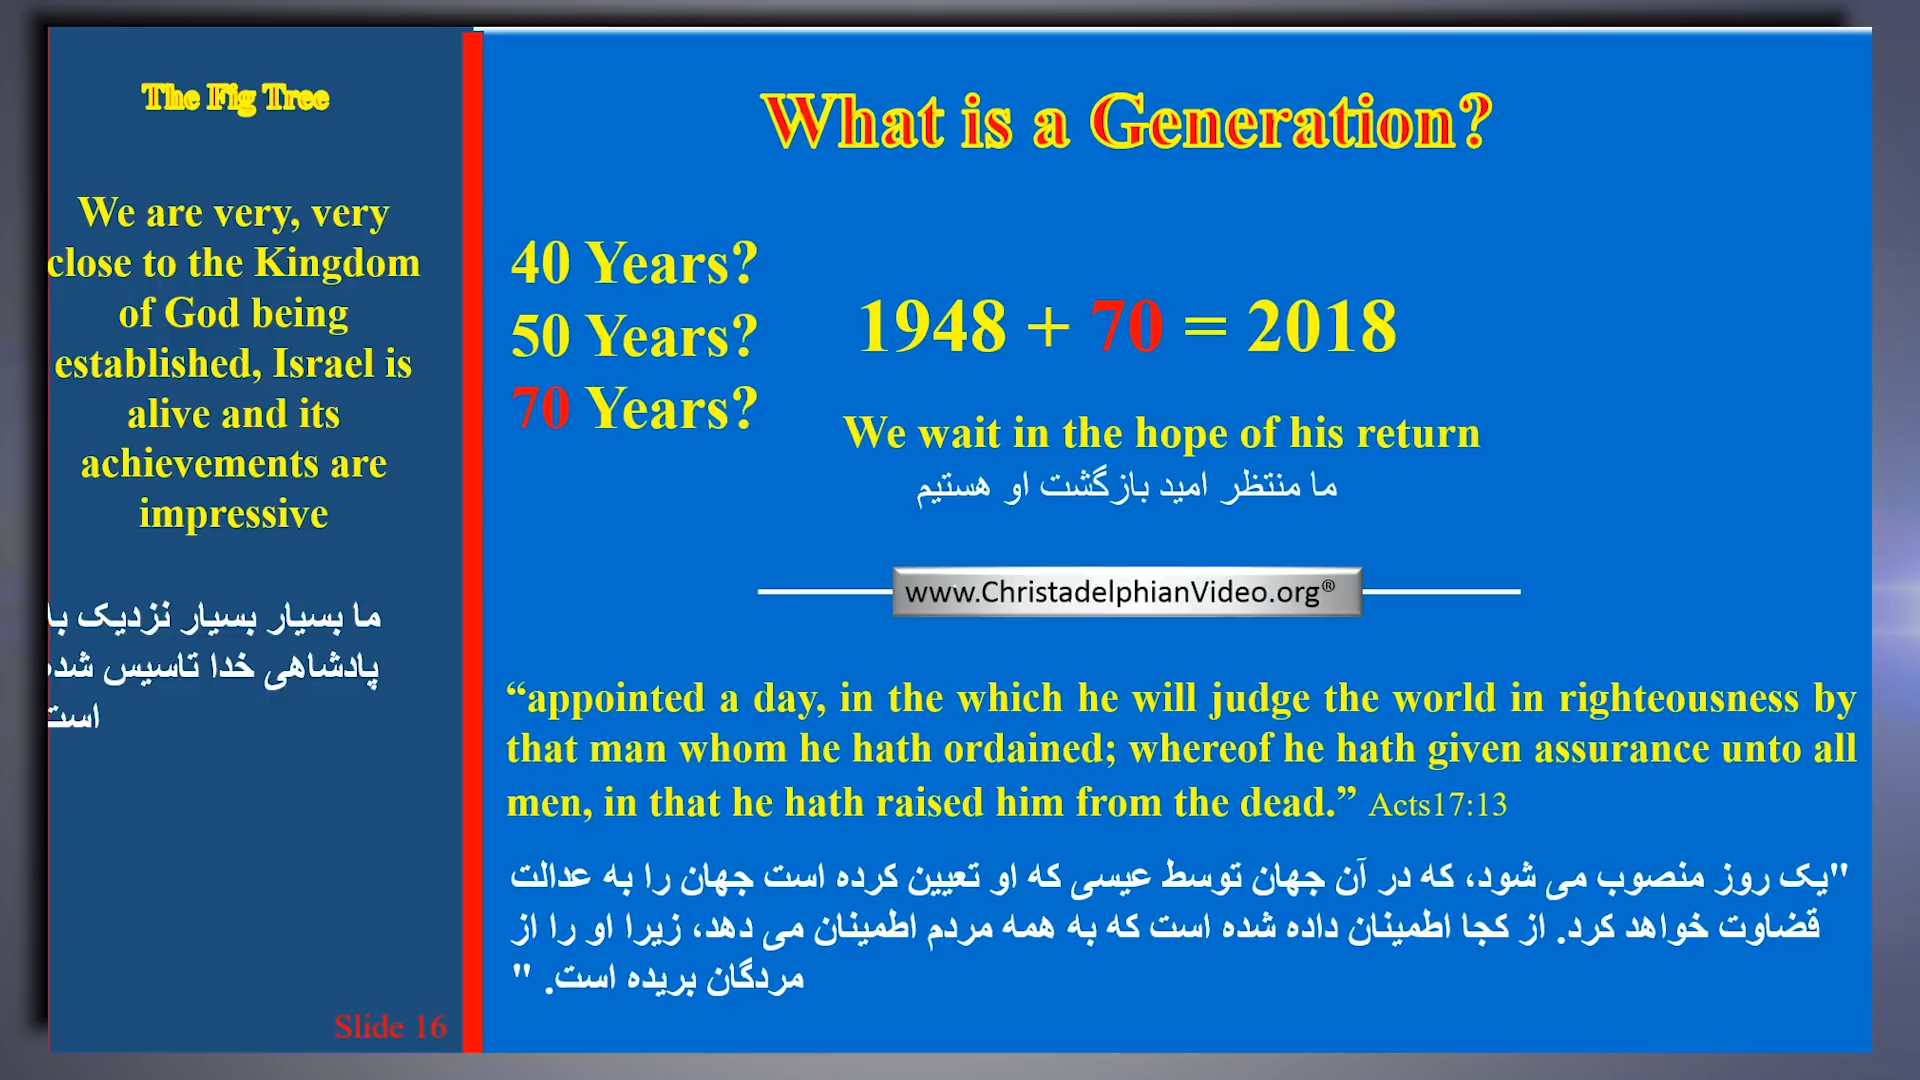 The Fig Tree
We are very, very
close to the Kingdom
of God being
established, Israel is
alive and its
achievements are
impressive
ما بسیار بسیار نزدیک به
پادشاهی خدا تاسیس شده
است
Slide 16
What is a Generation?
40 Years?
50 Years?
70 Years?
1948 + 70 = 2018
We wait in the hope of his return
ما منتظر امید بازگشت او هستیم
www.ChristadelphianVideo.org®
“appointed a day, in the which he will judge the world in righteousness by
that man whom he hath ordained; whereof he hath given assurance unto all
men, in that he hath raised him from the dead.” Acts17:13
"یک روز منصوب می شود، که در آن جهان توسط عیسی که او تعیین کرده است جهان را به عدالت
قضاوت خواهد کرد. از کجا اطمینان داده شده است که به همه مردم اطمینان می دهد، زیرا او را از
مردگان بریده است. "